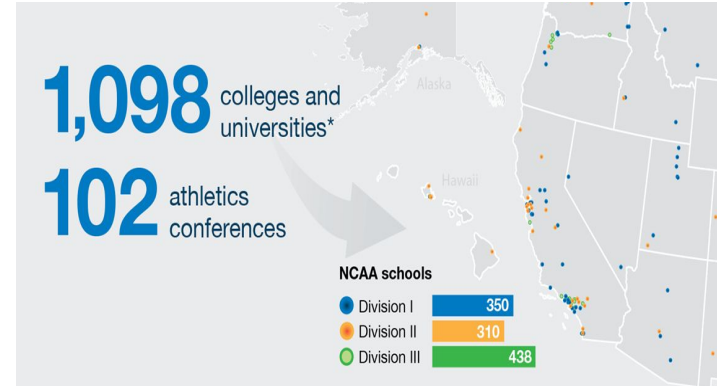 1,098 colleges and
universities*
102 athletics
conferences
Alaska
Hawaii
NCAA schools
Division I 350
Division II 310
Division III 438